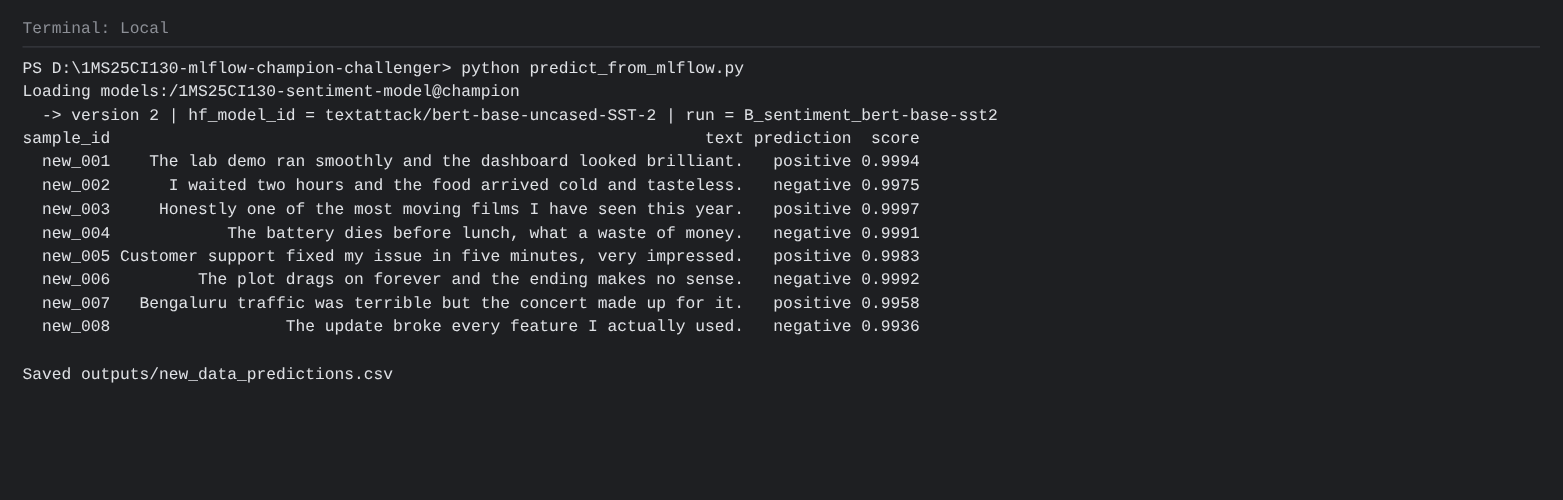 Terminal: Local
PS D:\1MS25CI130-mlflow-champion-challenger> python predict_from_mlflow.py
Loading models:/1MS25CI130-sentiment-model@champion
  -> version 2 | hf_model_id = textattack/bert-base-uncased-SST-2 | run = B_sentiment_bert-base-sst2
sample_id                                                             text prediction  score
  new_001    The lab demo ran smoothly and the dashboard looked brilliant.   positive 0.9994
  new_002      I waited two hours and the food arrived cold and tasteless.   negative 0.9975
  new_003     Honestly one of the most moving films I have seen this year.   positive 0.9997
  new_004            The battery dies before lunch, what a waste of money.   negative 0.9991
  new_005 Customer support fixed my issue in five minutes, very impressed.   positive 0.9983
  new_006         The plot drags on forever and the ending makes no sense.   negative 0.9992
  new_007   Bengaluru traffic was terrible but the concert made up for it.   positive 0.9958
  new_008                  The update broke every feature I actually used.   negative 0.9936
Saved outputs/new_data_predictions.csv